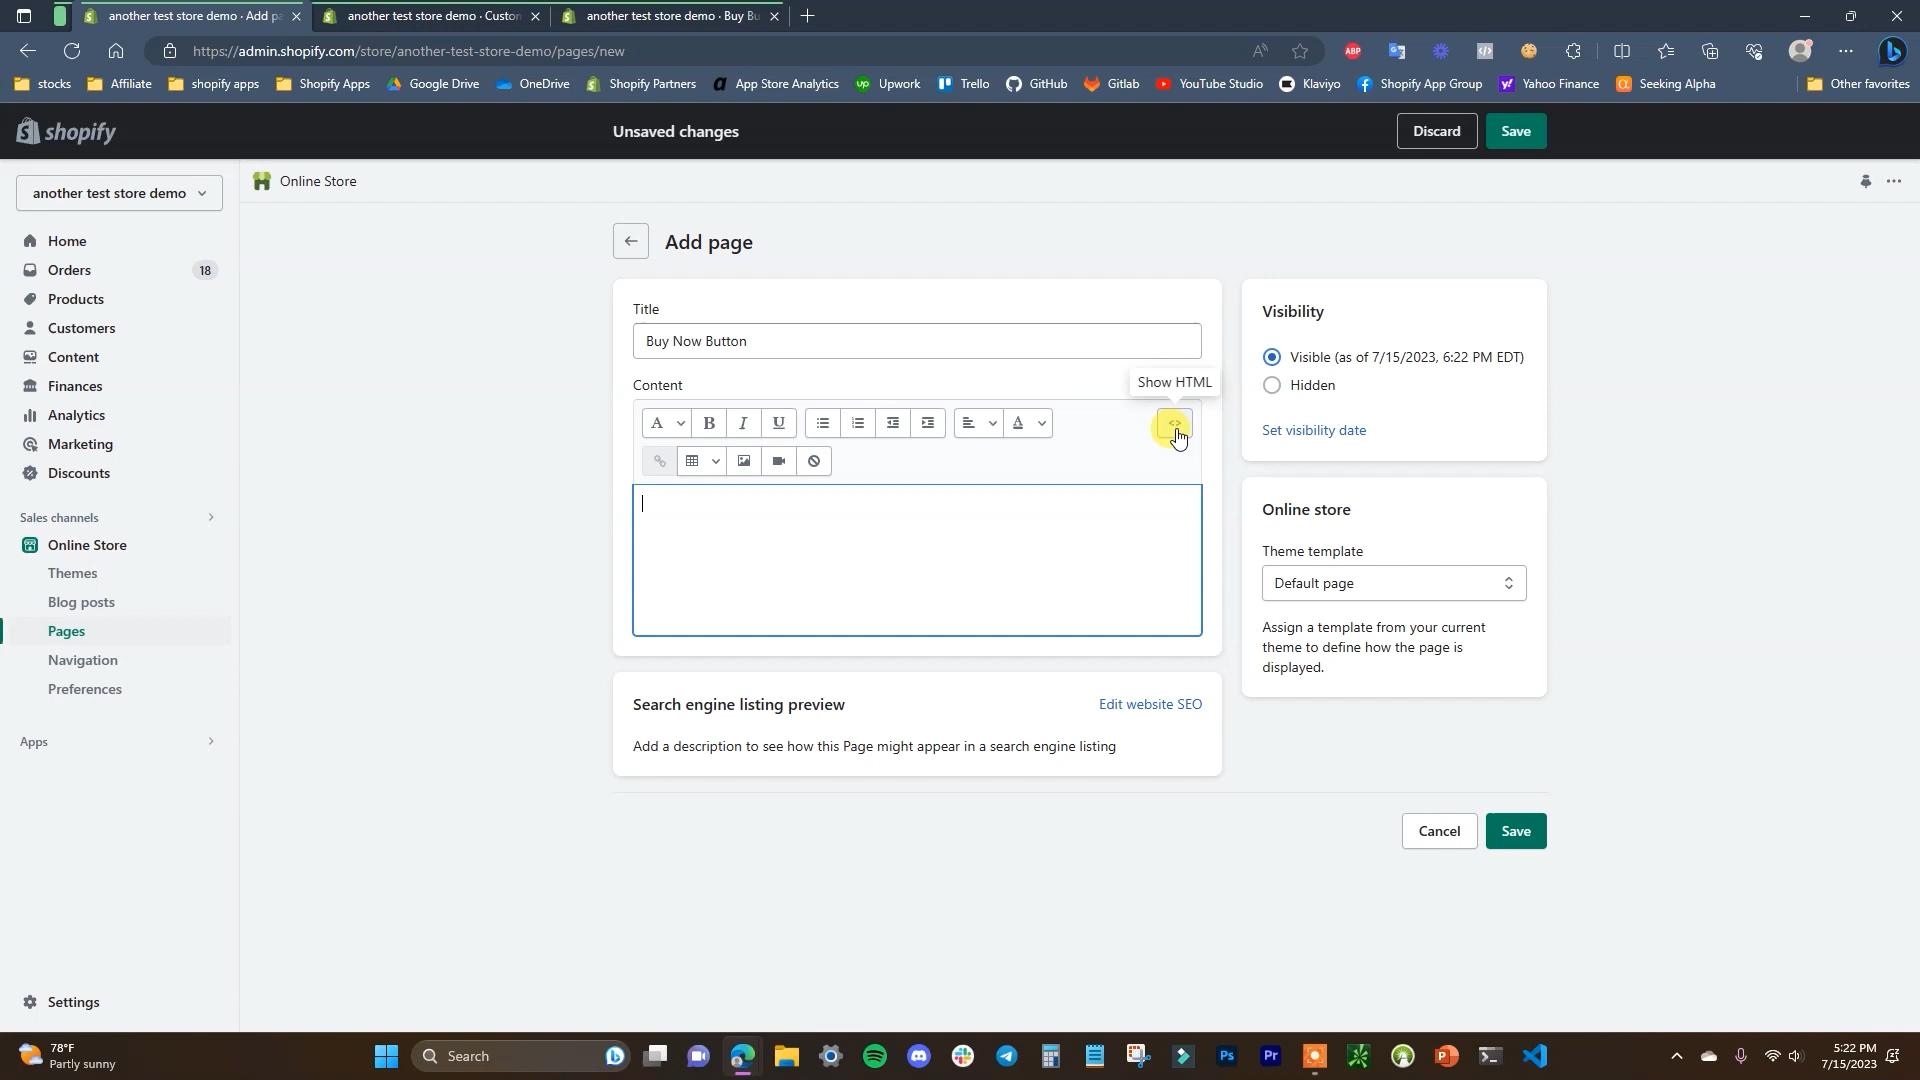 another test store demo · Add pa
another test store demo · Custon
another test store demo · Buy Bu
https://admin.shopify.com/store/another-test-store-demo/pages/new
ABP
stocks
Affiliate
shopify apps
Shopify Apps
Google Drive
OneDrive
Shopify Partners
App Store Analytics
Upwork
Trello
GitHub
Gitlab
YouTube Studio
Klaviyo
Shopify App Group
Yahoo Finance
Seeking Alpha
Other favorites
shopify
Unsaved changes
Discard
Save
another test store demo
Online Store
Home
Orders 18
Products
Customers
Content
Finances
Analytics
Marketing
Discounts
Sales channels
Online Store
Themes
Blog posts
Pages
Navigation
Preferences
Apps
Settings
Add page
Title
Buy Now Button
Content
Show HTML
A
B
I
U
A
Search engine listing preview
Edit website SEO
Add a description to see how this Page might appear in a search engine listing
Visibility
Visible (as of 7/15/2023, 6:22 PM EDT)
Hidden
Set visibility date
Online store
Theme template
Default page
Assign a template from your current
theme to define how the page is
displayed.
Cancel
Save
78°F
Partly sunny
Search
Ps
Pr
5:22 PM
7/15/2023